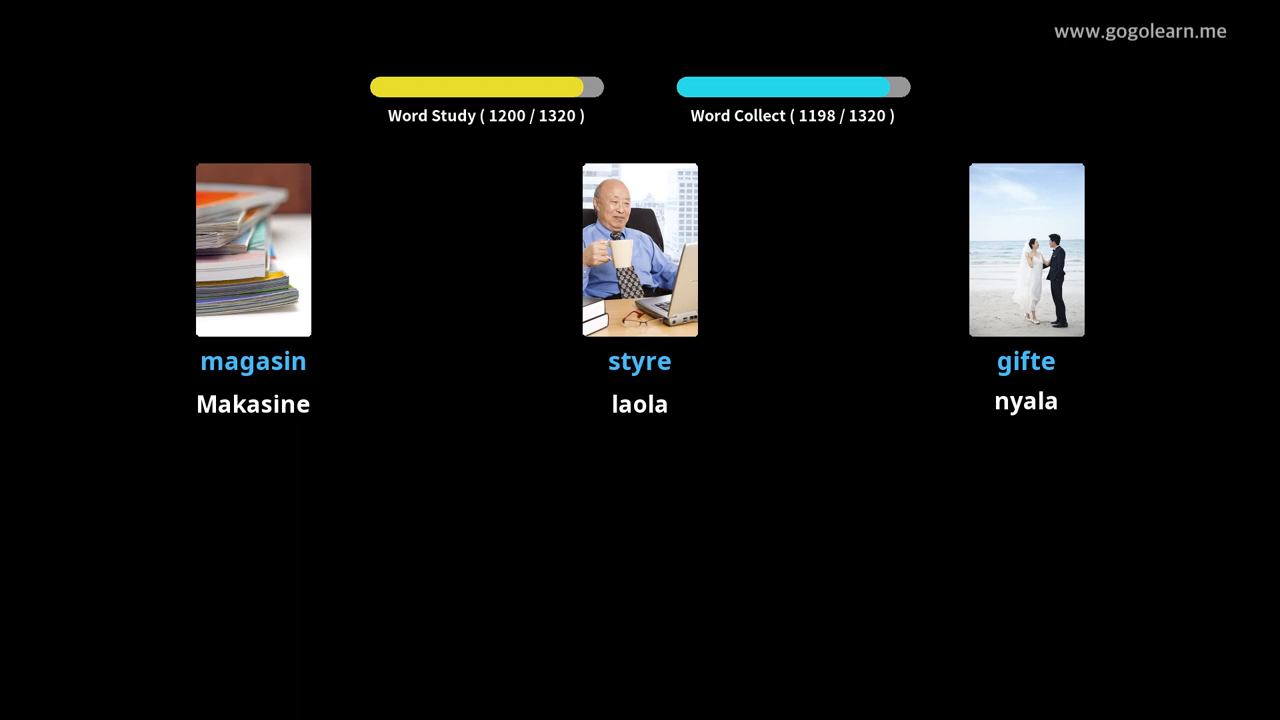 www.gogolearn.me
Word Study ( 1200 / 1320 )
Word Collect ( 1198 / 1320 )
magasin
styre
gifte
Makasine
laola
nyala